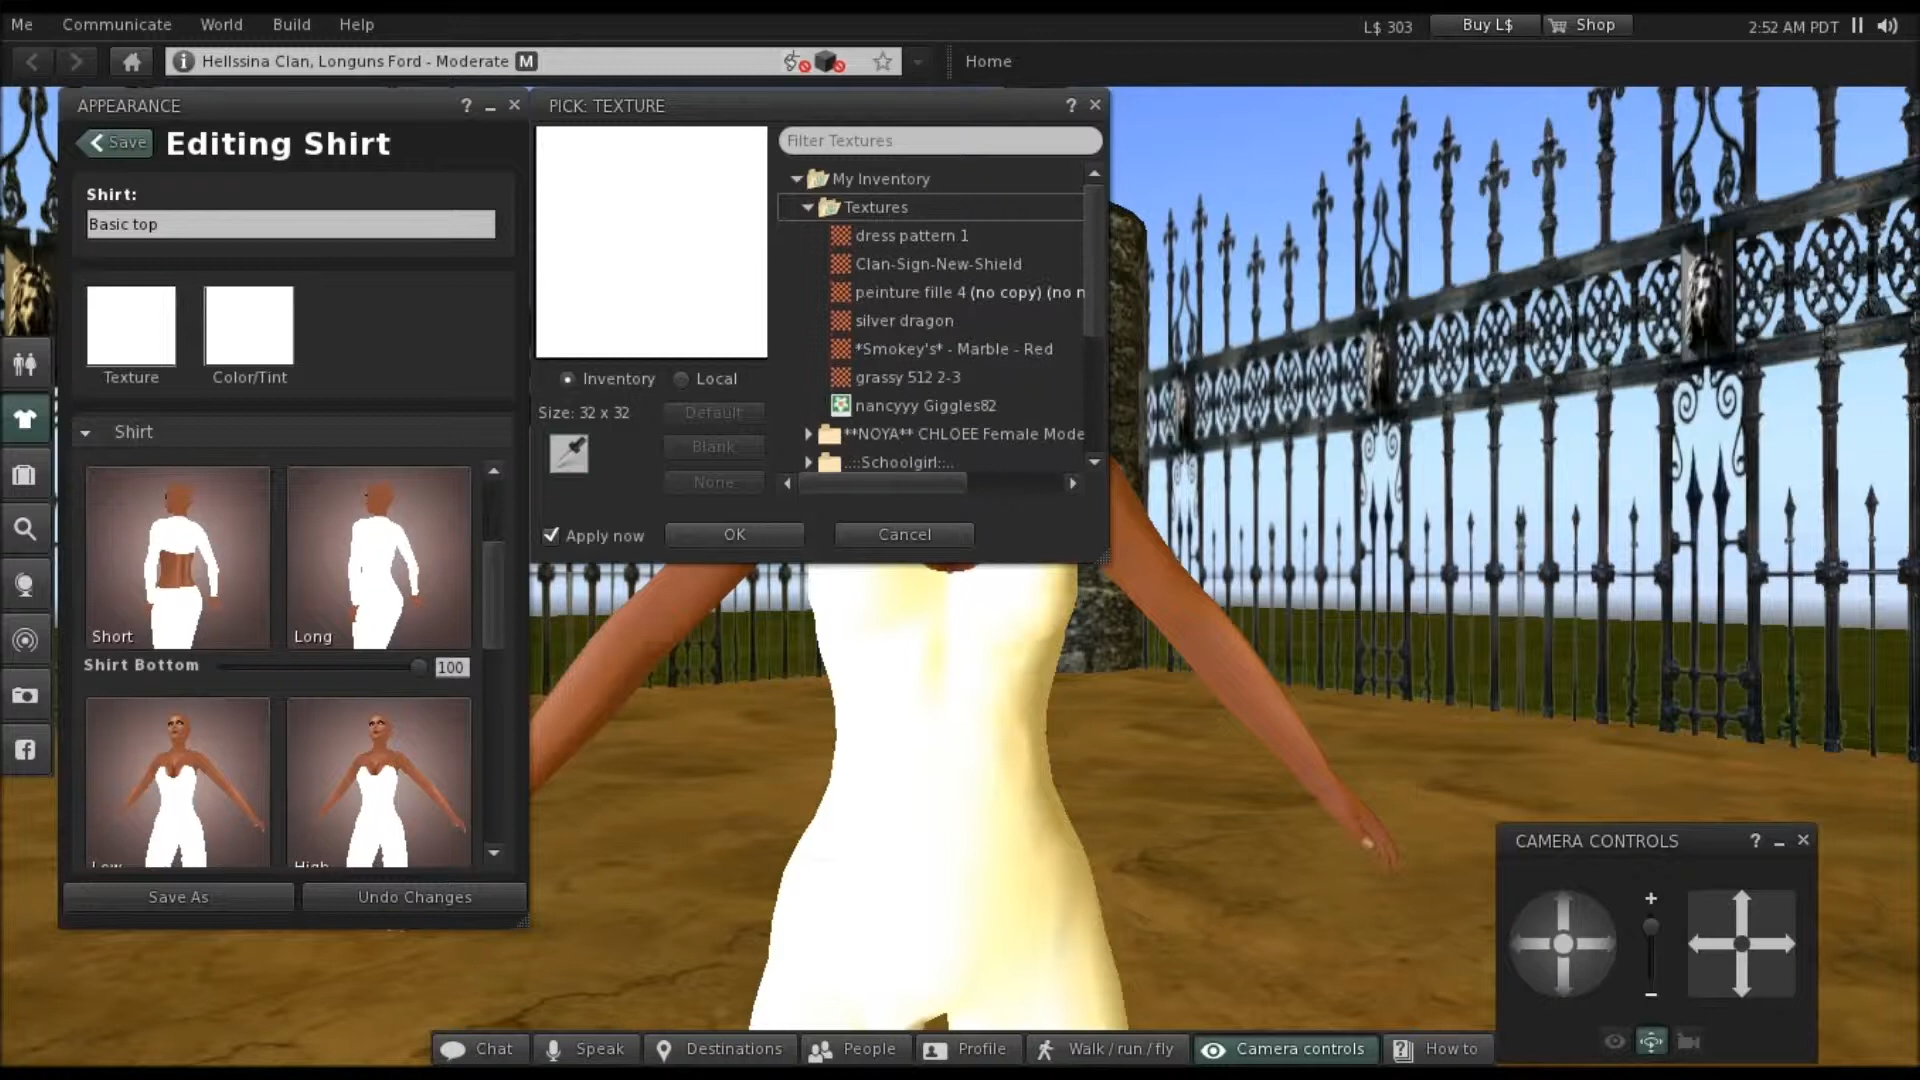 Me Communicate World Build Help L$ 303 Buy L$ Shop 2:52 AM PDT
Hellssina Clan, Longuns Ford - Moderate M Home
APPEARANCE ?
Save Editing Shirt
Shirt:
Basic top
Texture Color/Tint
Shirt
Short Long
Shirt Bottom 100
Low High
Save As Undo Changes
PICK: TEXTURE ?
Filter Textures
My Inventory
Textures
dress pattern 1
Clan-Sign-New-Shield
peinture fille 4 (no copy) (no
silver dragon
*Smokey's* - Marble - Red
grassy 512 2-3
nancyyy Giggles82
**NOYA** CHLOEE Female Mode
..::Schoolgirl::..
Inventory Local
Size: 32 x 32 Default
Blank
None
Apply now OK Cancel
CAMERA CONTROLS ?
Chat Speak Destinations People Profile Walk / run / fly Camera controls How to